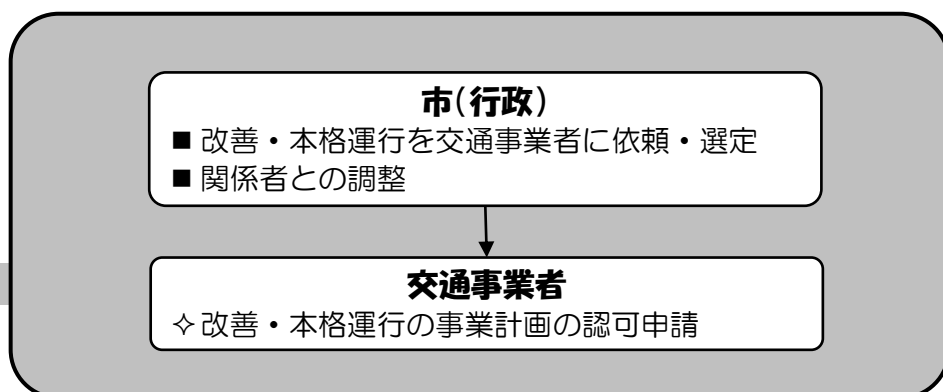 市(行政)
■ 改善・本格運行を交通事業者に依頼・選定
■ 関係者との調整
交通事業者
✧改善・本格運行の事業計画の認可申請